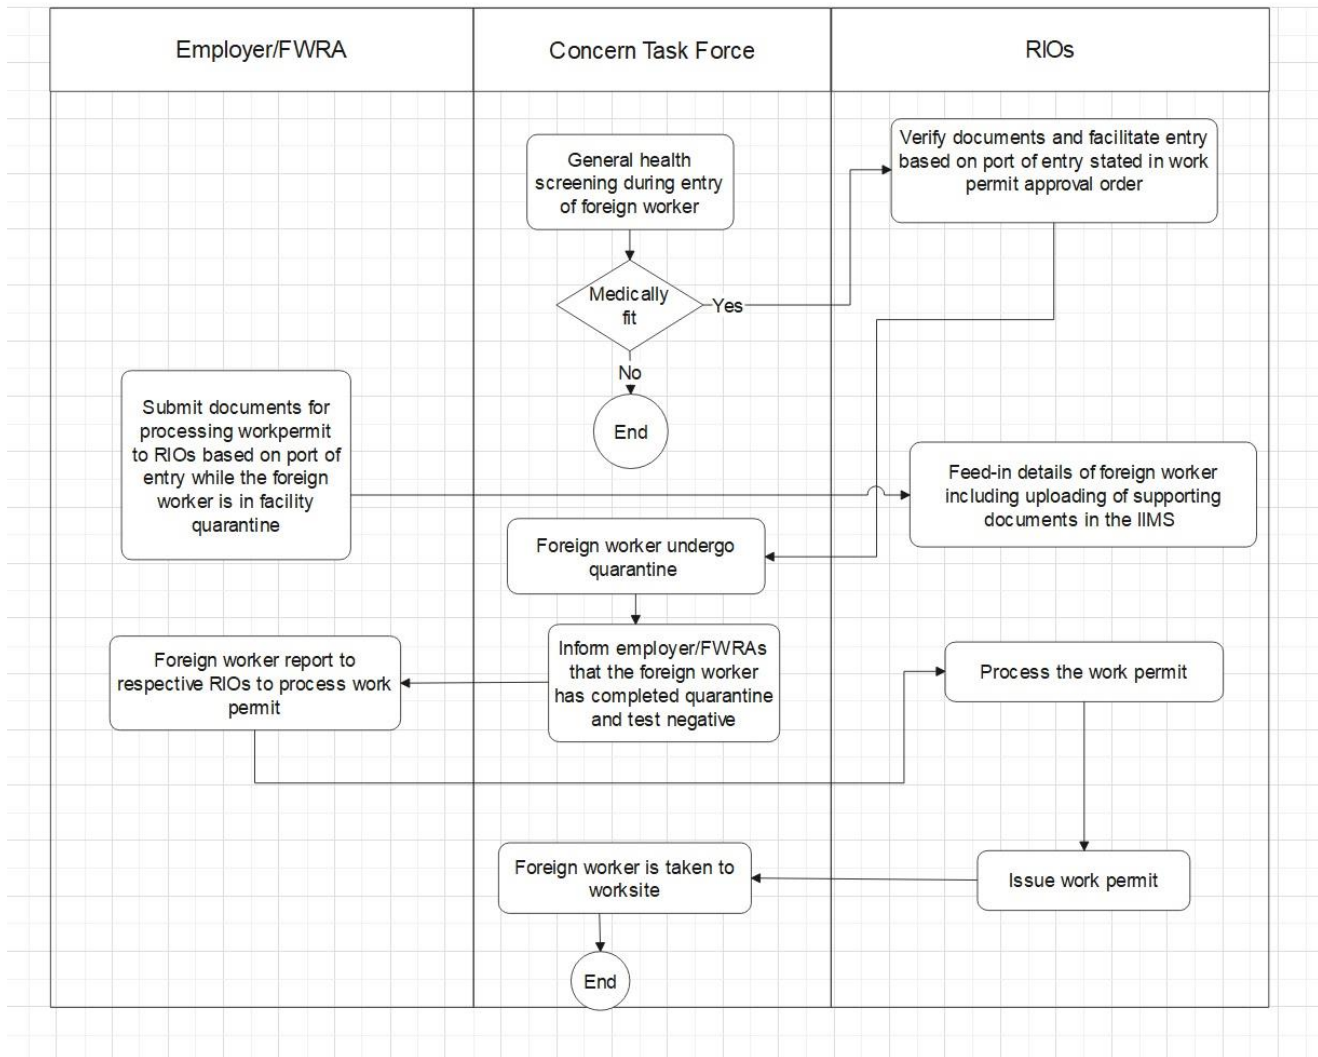 Employer/FWRA
Concern Task Force
RIOs
General health
screening during entry
of foreign worker
Verify documents and facilitate entry
based on port of entry stated in work
permit approval order
Medically
fit
Yes
No
End
Submit documents for
processing workpermit
to RIOs based on port of
entry while the foreign
worker is in facility
quarantine
Feed-in details of foreign worker
including uploading of supporting
documents in the IIMS
Foreign worker undergo
quarantine
Inform employer/FWRAs
that the foreign worker
has completed quarantine
and test negative
Foreign worker report to
respective RIOs to process work
permit
Process the work permit
Issue work permit
Foreign worker is taken to
worksite
End